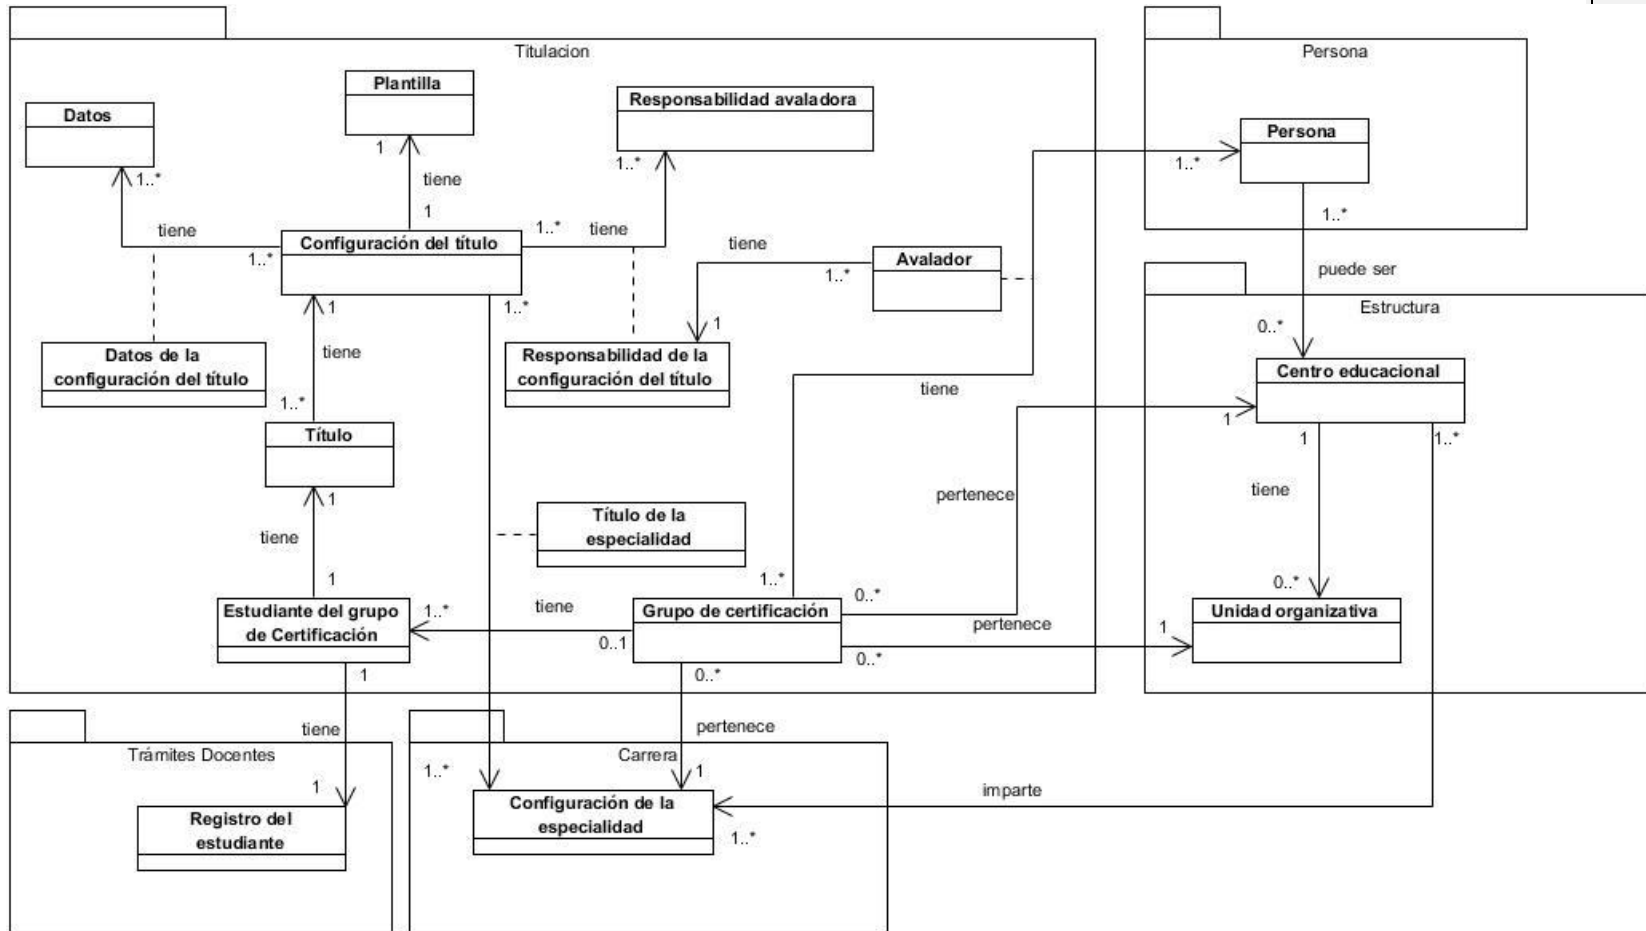 Titulacion
Persona
Plantilla
Responsabilidad avaladora
Datos
Persona
1
1..*
1..*
1..*
tiene
1
1..*
1..*
tiene
tiene
Configuración del título
tiene
1..*
1..*
Avalador
puede ser
1
1..*
1
Estructura
0..*
tiene
Datos de la
configuración del título
Responsabilidad de la
configuración del título
Centro educacional
tiene
1..*
1
1
1..*
Título
1
tiene
pertenece
Título de la
especialidad
tiene
1
1..*
0..*
0..*
Estudiante del grupo
de Certificación
1..*
tiene
Grupo de certificación
Unidad organizativa
pertenece
1
0..1
0..*
1
0..*
tiene
pertenece
Trámites Docentes
Carrera
1..*
1
1
imparte
Registro del
estudiante
Configuración de la
especialidad
1..*